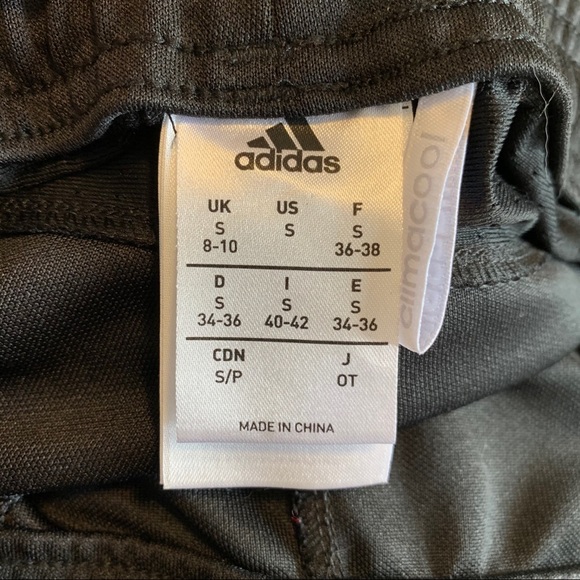 adidas
UK US F
S S S
8-10 36-38
D I E
S S S
34-36 40-42 34-36
CDN J
S/P OT
MADE IN CHINA
climacool